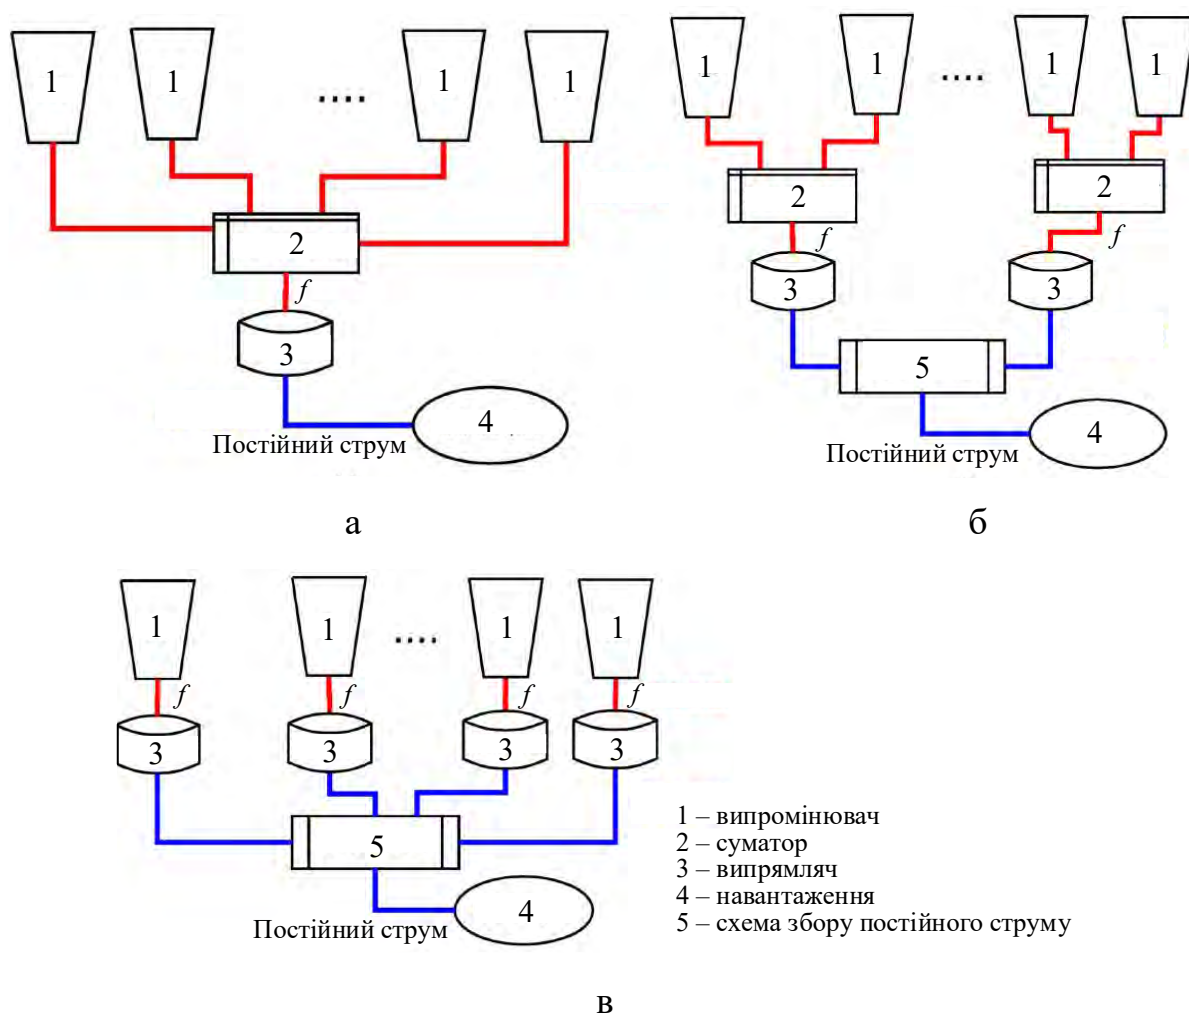 1 1 .... 1 1
2
f
3
4
Постійний струм
а
1 1 .... 1 1
2 2
f f
3 3
5
4
Постійний струм
б
1 1 .... 1 1
f f f f
3 3 3 3
5
4
Постійний струм
1 – випромінювач
2 – суматор
3 – випрямляч
4 – навантаження
5 – схема збору постійного струму
в